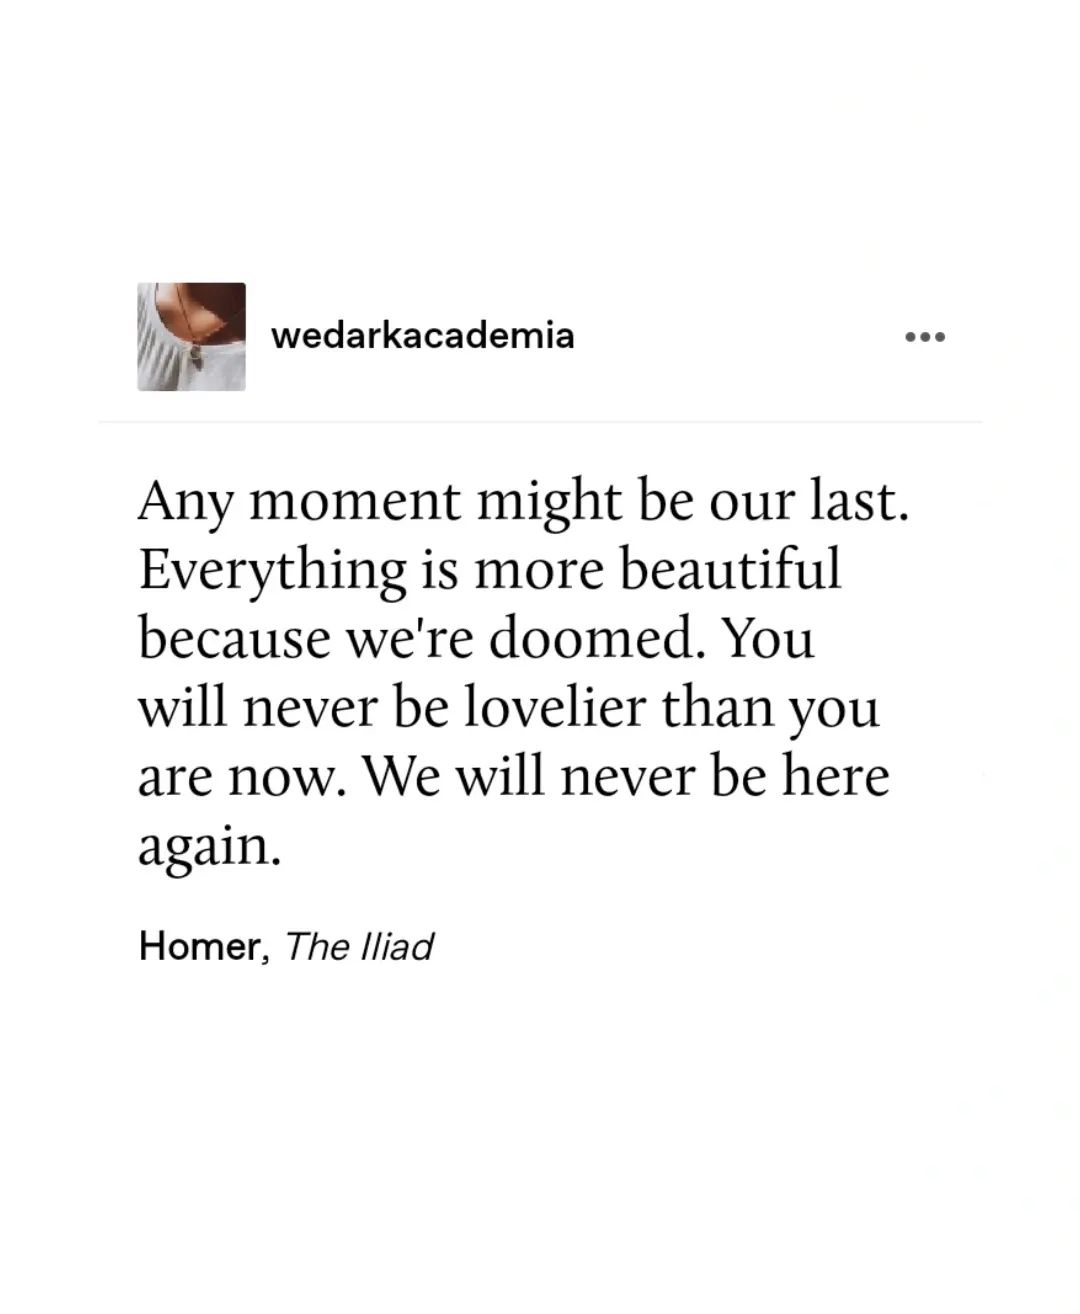 wedarkacademia
Any moment might be our last.
Everything is more beautiful
because we're doomed. You
will never be lovelier than you
are now. We will never be here
again.
Homer, The Iliad